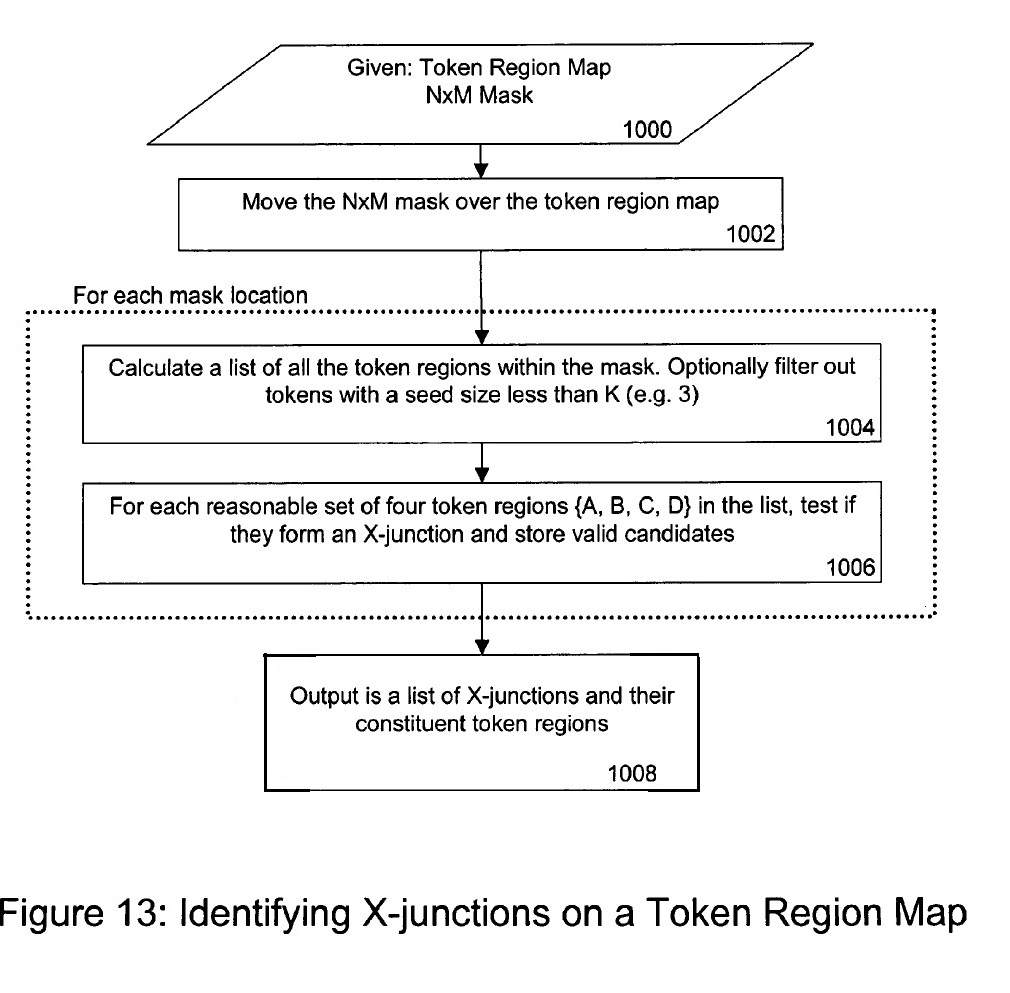 Given: Token Region Map
NxM Mask
1000
Move the NxM mask over the token region map
1002
For each mask location
Calculate a list of all the token regions within the mask. Optionally filter out
tokens with a seed size less than K (e.g. 3)
1004
For each reasonable set of four token regions {A, B, C, D} in the list, test if
they form an X-junction and store valid candidates
1006
Output is a list of X-junctions and their
constituent token regions
1008
Figure 13: Identifying X-junctions on a Token Region Map